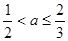 1/2 < a ≤ 2/3